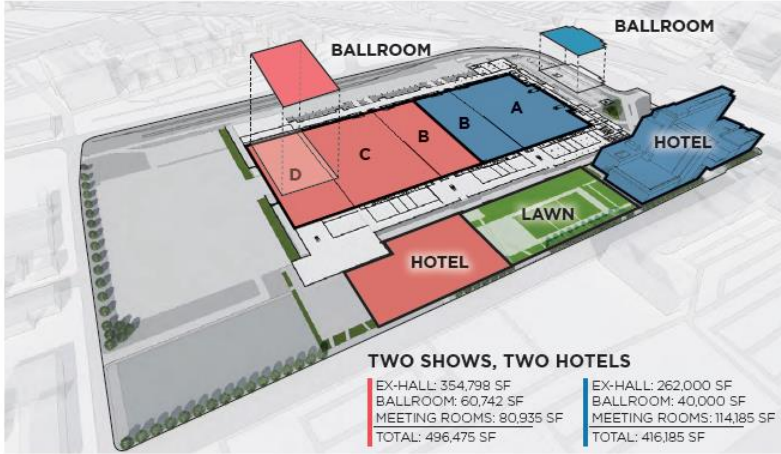 BALLROOM
BALLROOM
A
B
B
C
D
HOTEL
LAWN
HOTEL
TWO SHOWS, TWO HOTELS
EX-HALL: 354,798 SF
BALLROOM: 60,742 SF
MEETING ROOMS: 80,935 SF
TOTAL: 496,475 SF
EX-HALL: 262,000 SF
BALLROOM: 40,000 SF
MEETING ROOMS: 114,185 SF
TOTAL: 416,185 SF